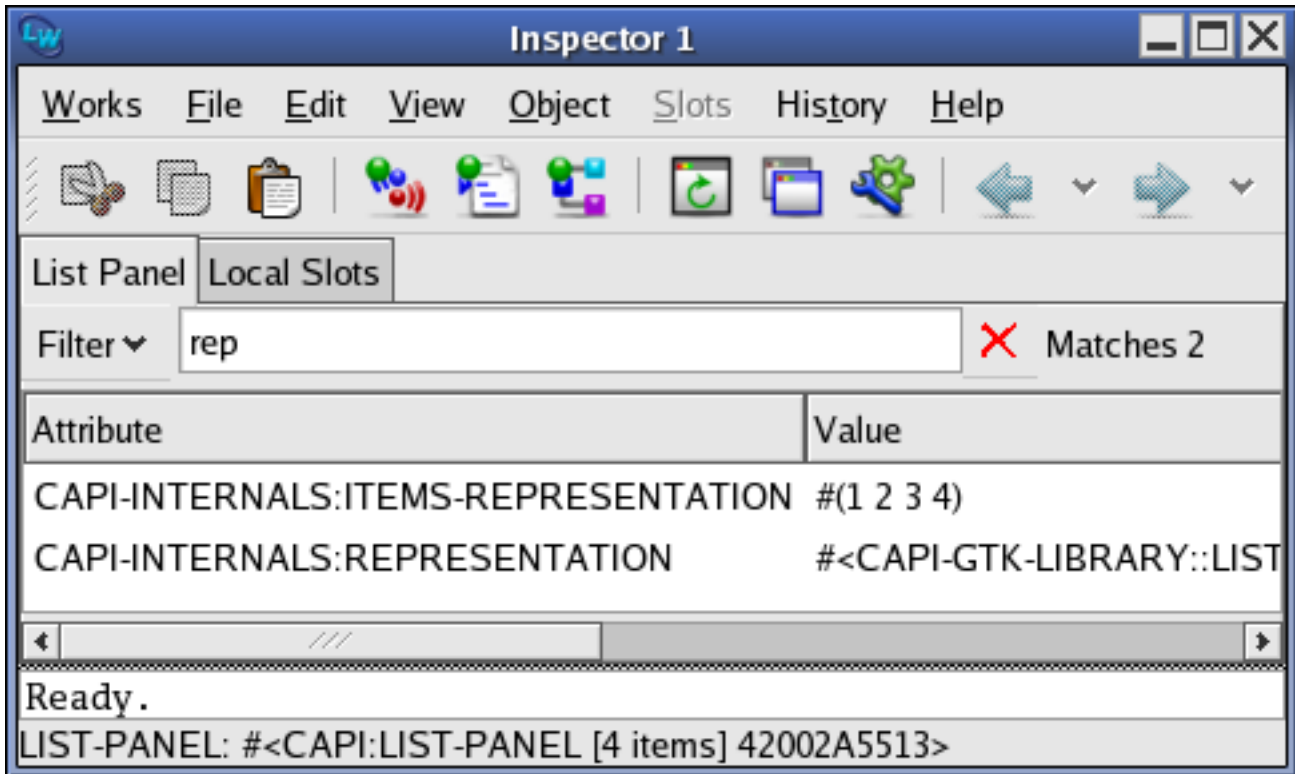 LW Inspector 1
Works File Edit View Object Slots History Help
List Panel Local Slots
Filter rep Matches 2
Attribute Value
CAPI-INTERNALS:ITEMS-REPRESENTATION #(1 2 3 4)
CAPI-INTERNALS:REPRESENTATION #<CAPI-GTK-LIBRARY::LIST
Ready.
LIST-PANEL: #<CAPI:LIST-PANEL [4 items] 42002A5513>